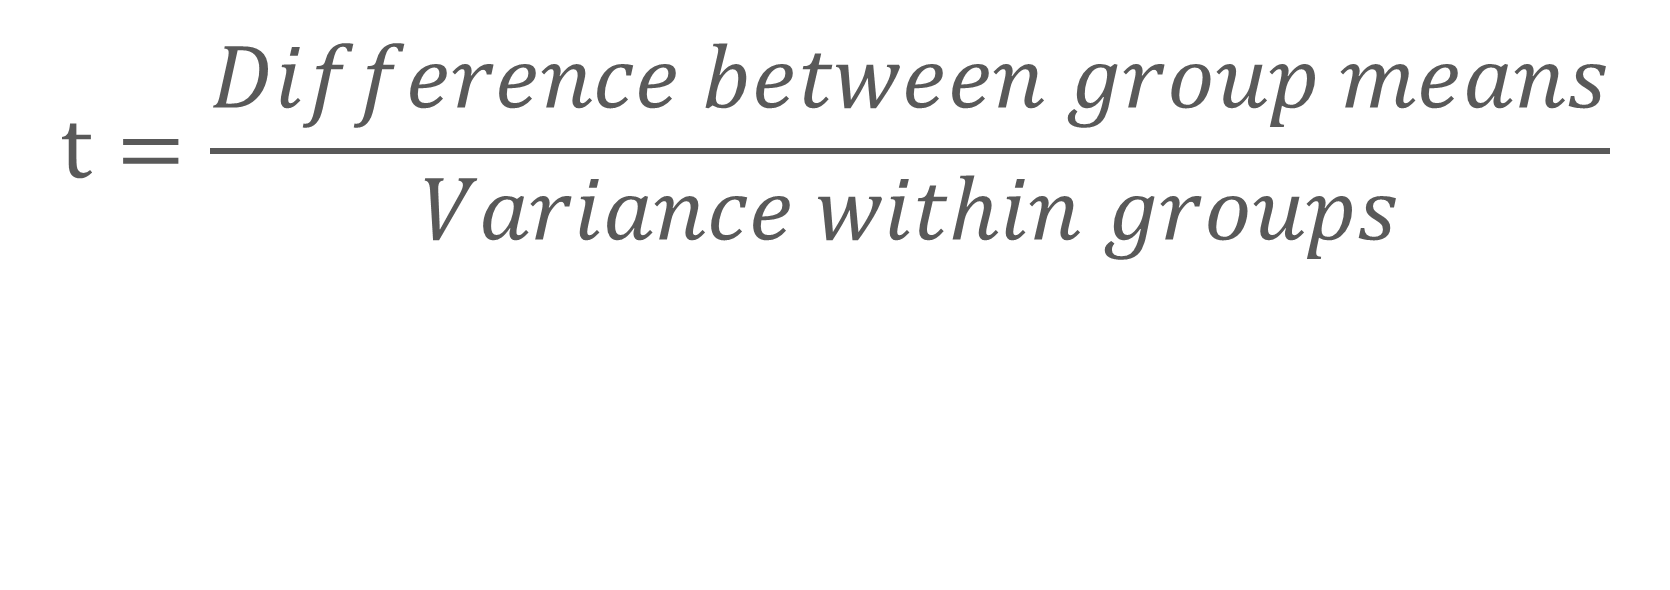 Difference between group means
t =
Variance within groups